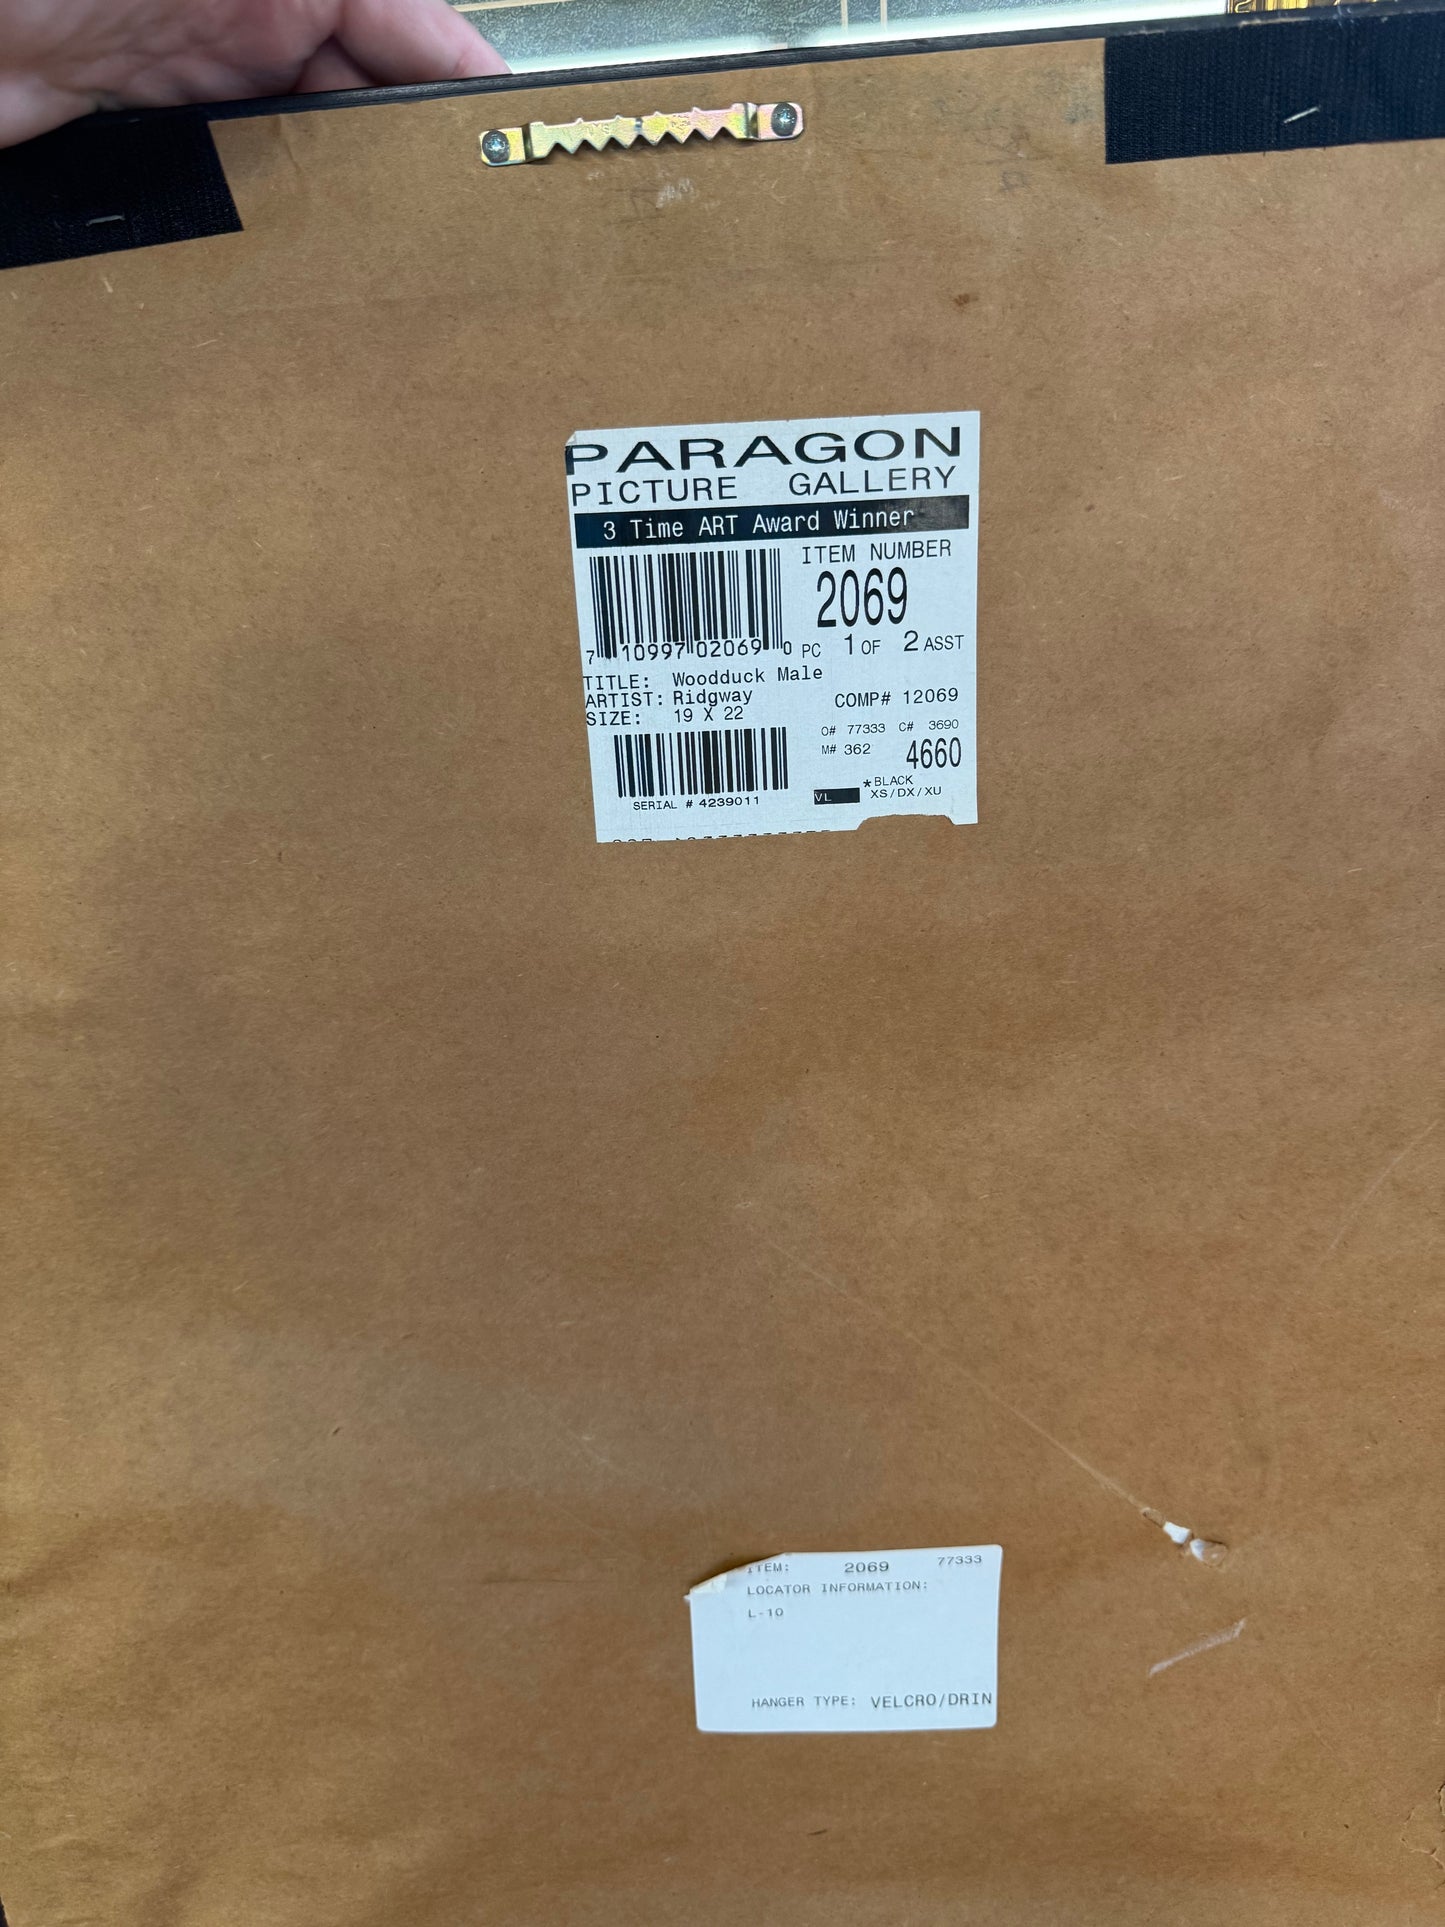 PARAGON
PICTURE GALLERY
3 Time ART Award Winner
ITEM NUMBER
2069
7 10997 02069 0
PC 1 OF 2 ASST
TITLE: Woodduck Male
ARTIST: Ridgway
SIZE: 19 X 22
COMP# 12069
O# 77333 C# 3690
M# 362 4660
*BLACK
VL XS/DX/XU
SERIAL # 4239011
ITEM: 2069 77333
LOCATOR INFORMATION:
L-10
HANGER TYPE: VELCRO/DRIN